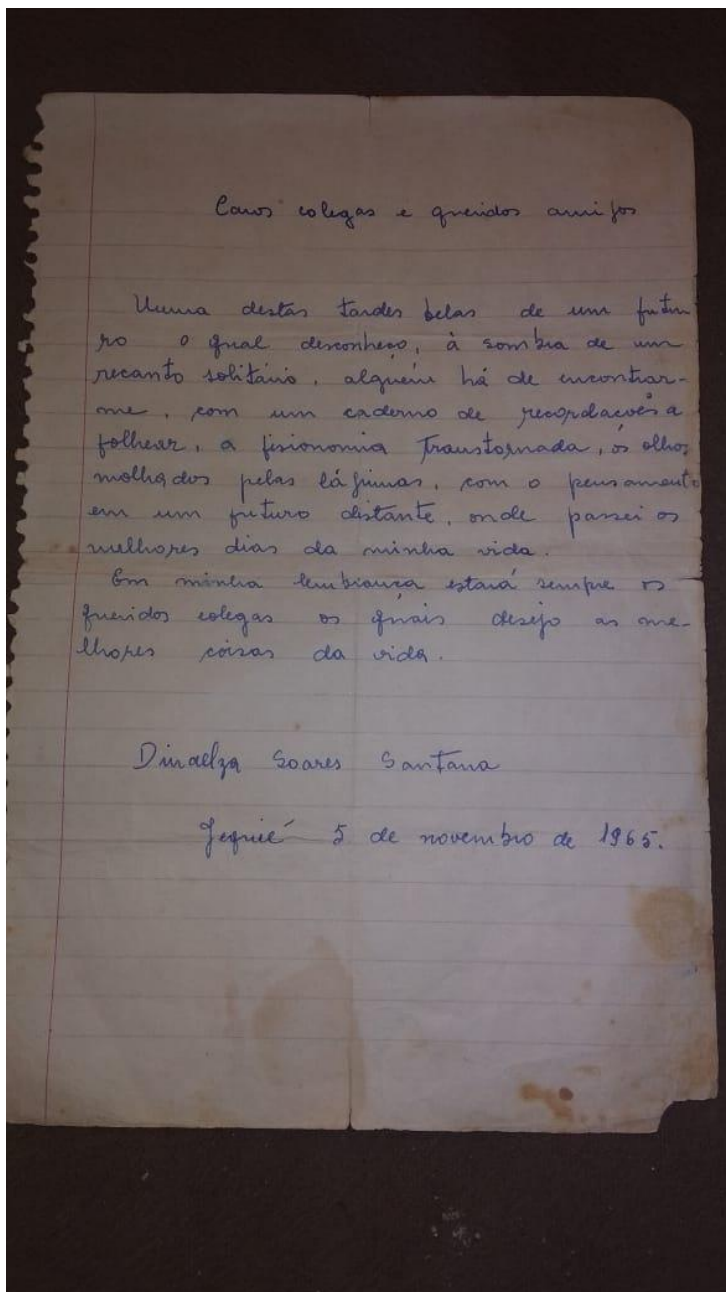 Caros colegas e queridos amigos
Numa destas tardes belas de um futu
ro o qual desconheço, à sombra de um
recanto solitário, alguém há de encontrar-
me, com um caderno de recordações a
folhear, a fisionomia transtornada, os olhos
molhados pelas lágrimas, com o pensamento
em um futuro distante, onde passei os
melhores dias da minha vida.
Em minha lembrança estará sempre os
queridos colegas os quais desejo as me-
lhores coisas da vida.
Dinaelza Soares Santana
Jequié 5 de novembro de 1965.